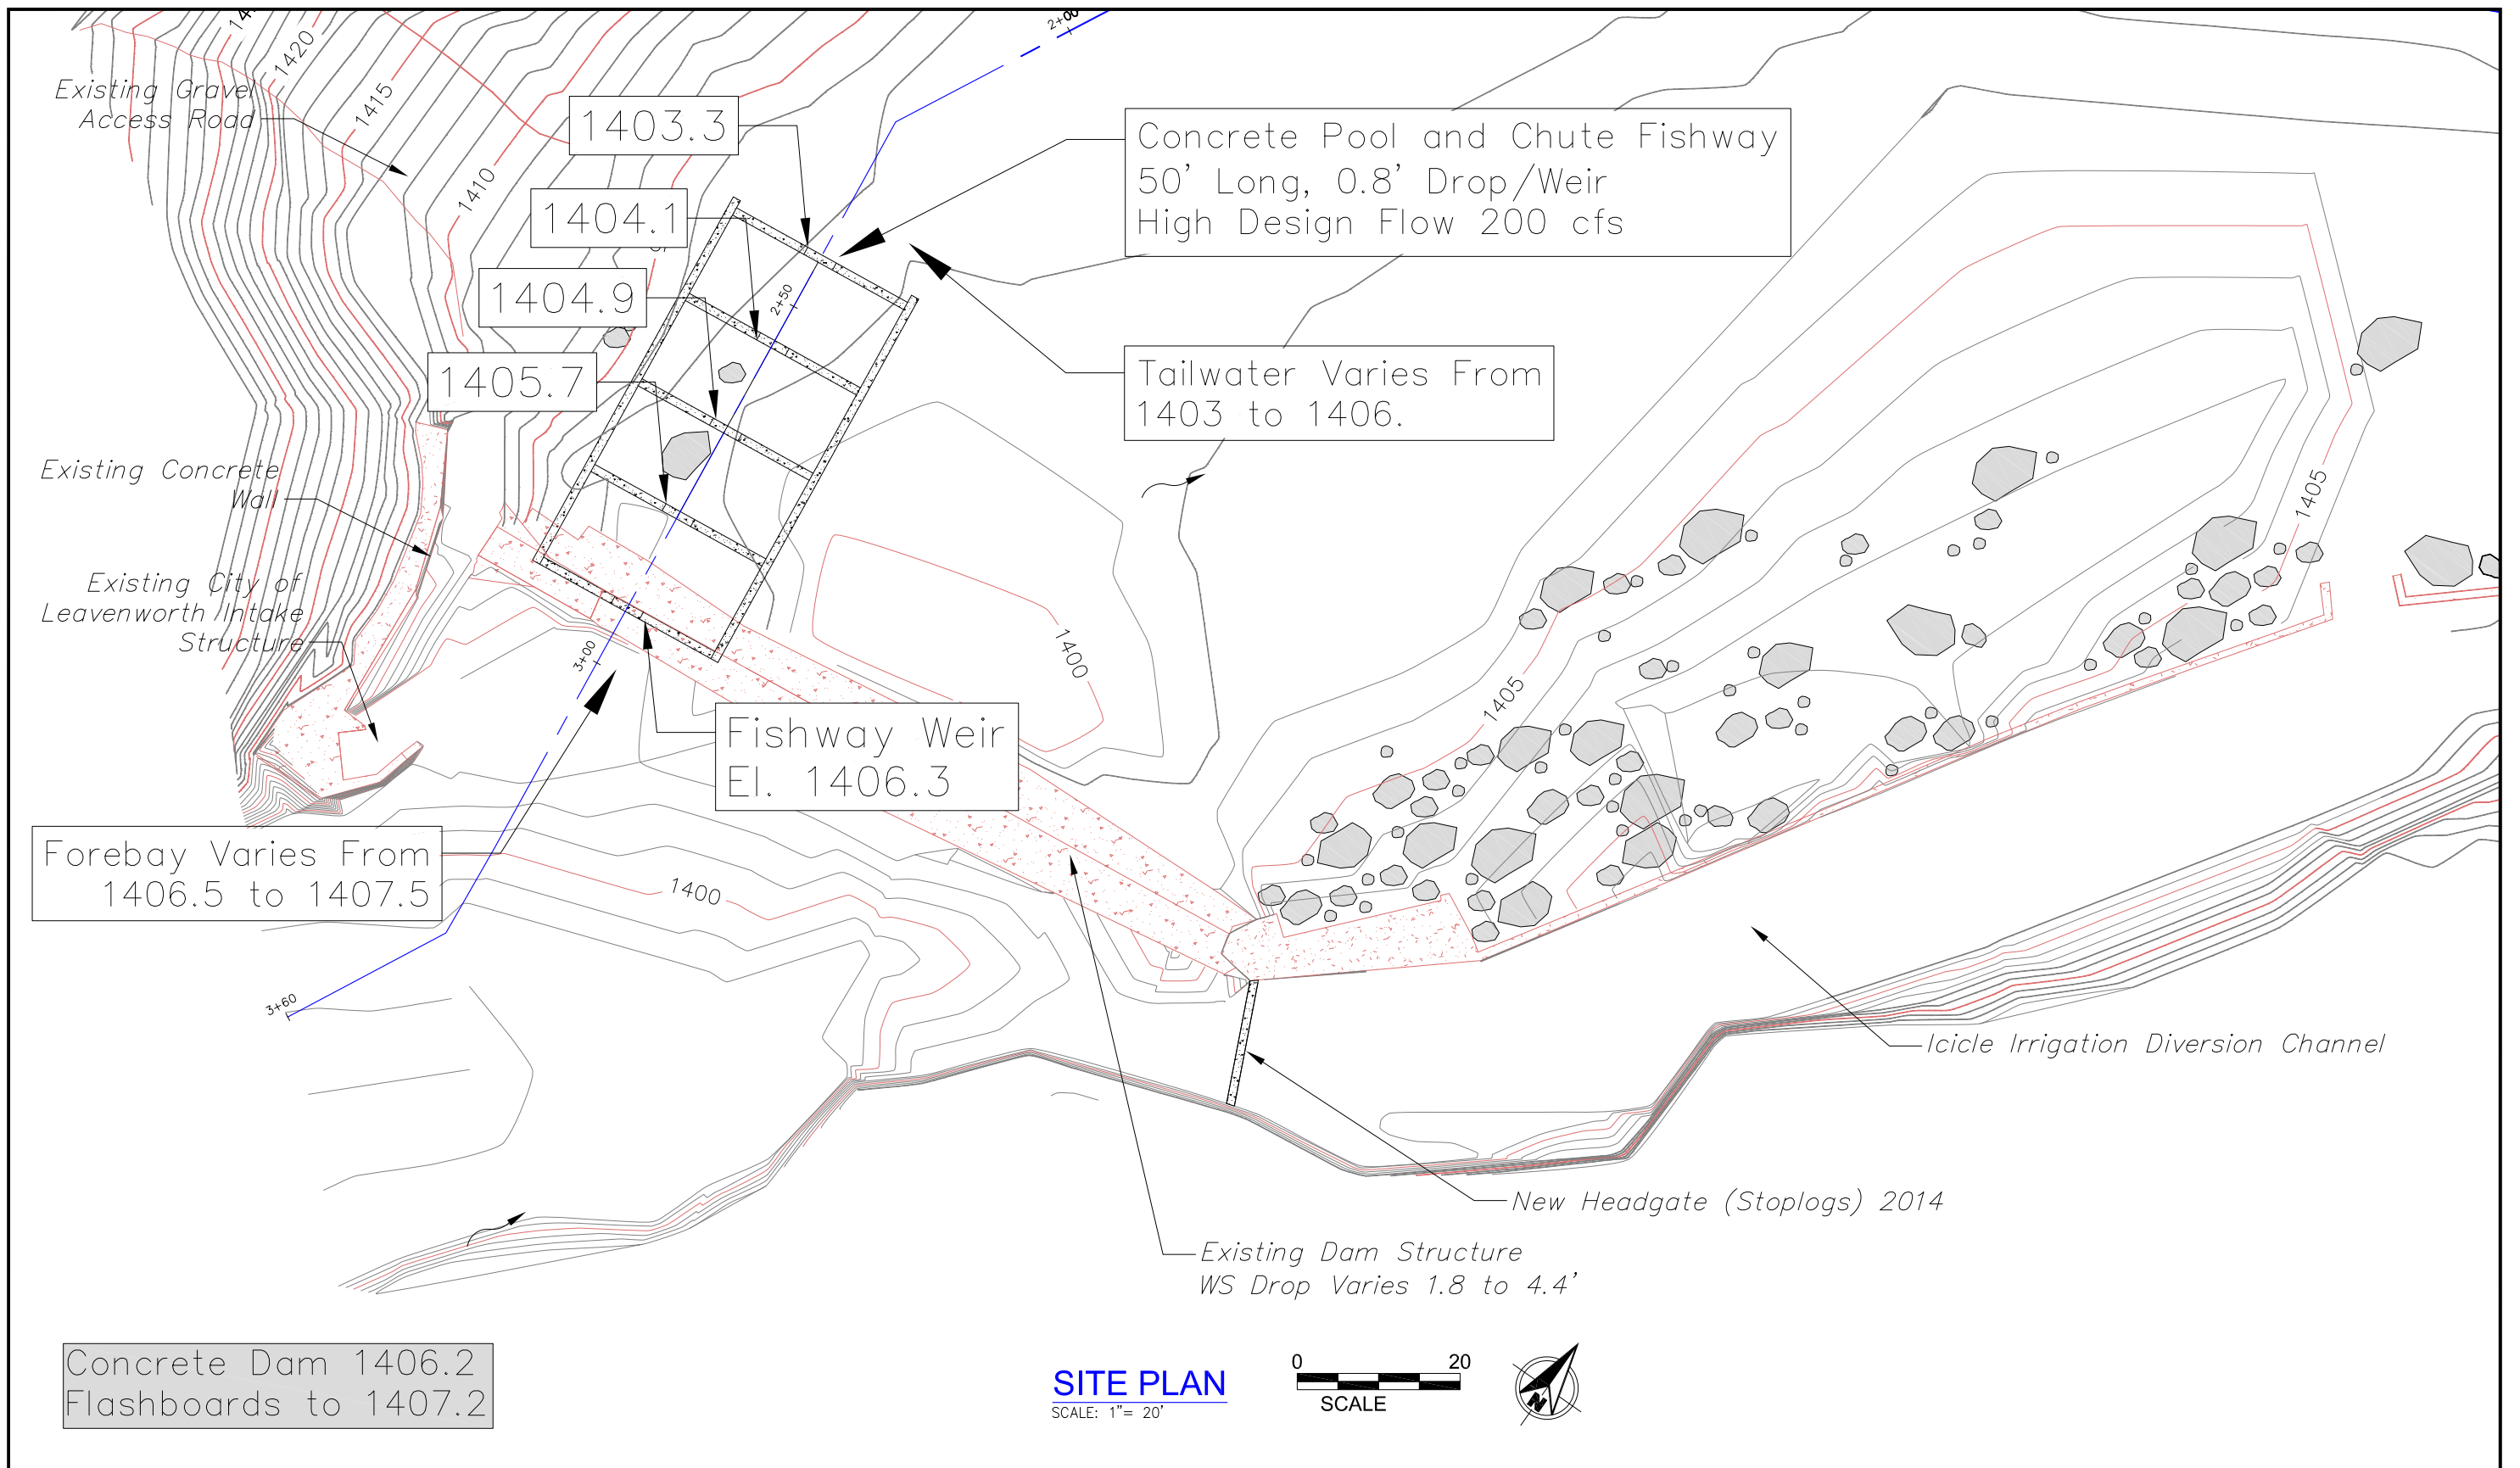 2+00
1420
1415
Existing Gravel
Access Road
1410
1403.3
1404.1
1404.9
1405.7
Concrete Pool and Chute Fishway
50' Long, 0.8' Drop/Weir
High Design Flow 200 cfs
2+50
Tailwater Varies From
1403 to 1406.
Existing Concrete
Wall
1405
Existing City of
Leavenworth Intake
Structure
3+00
1400
1405
Fishway Weir
El. 1406.3
Forebay Varies From
1406.5 to 1407.5
1400
3+60
Icicle Irrigation Diversion Channel
New Headgate (Stoplogs) 2014
Existing Dam Structure
WS Drop Varies 1.8 to 4.4'
Concrete Dam 1406.2
Flashboards to 1407.2
SITE PLAN
SCALE: 1"= 20'
0 20
SCALE
N